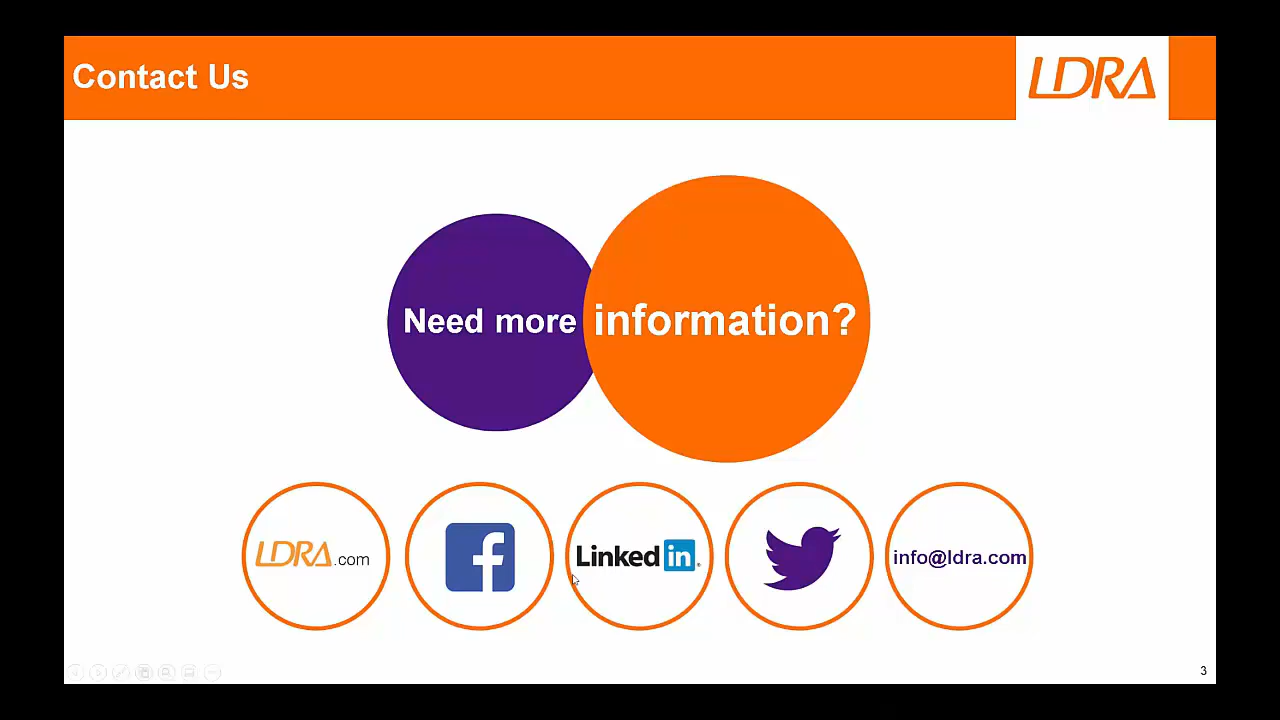 Contact Us
LDRA
Need more information?
LDRA.com
Linked in
info@ldra.com
3